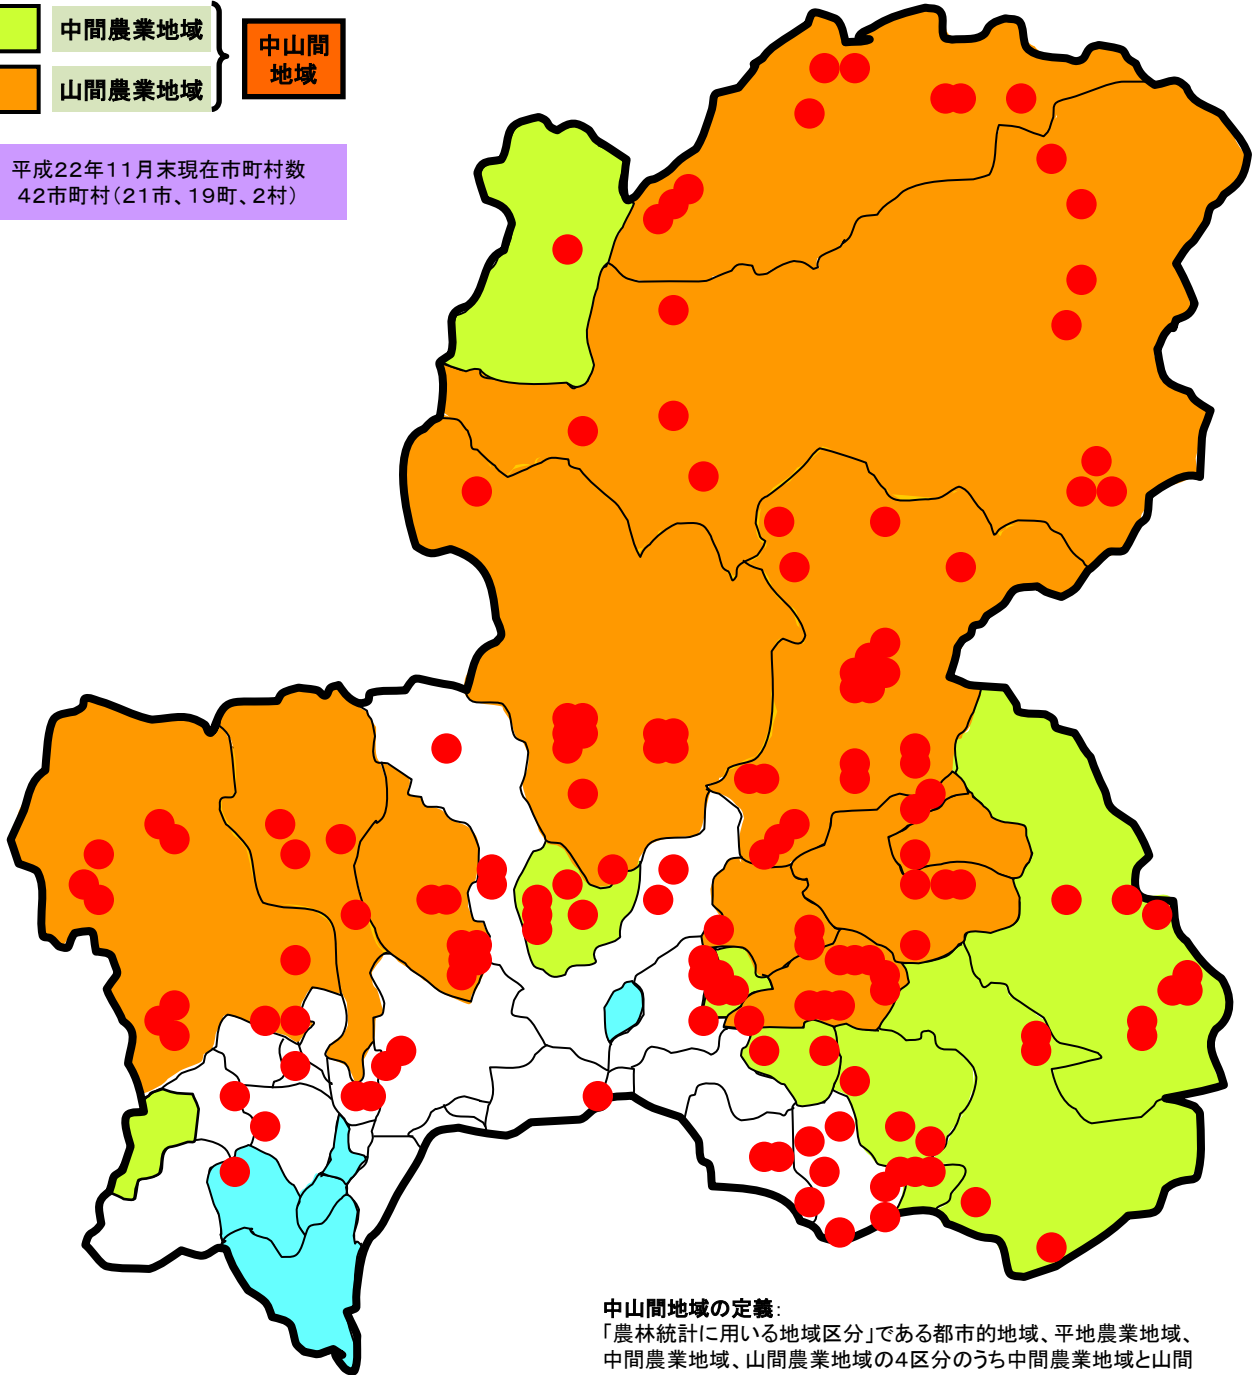 中間農業地域
山間農業地域
中山間
地域
平成22年11月末現在市町村数
42市町村(21市、19町、2村)
中山間地域の定義:
「農林統計に用いる地域区分」である都市的地域、平地農業地域、
中間農業地域、山間農業地域の4区分のうち中間農業地域と山間